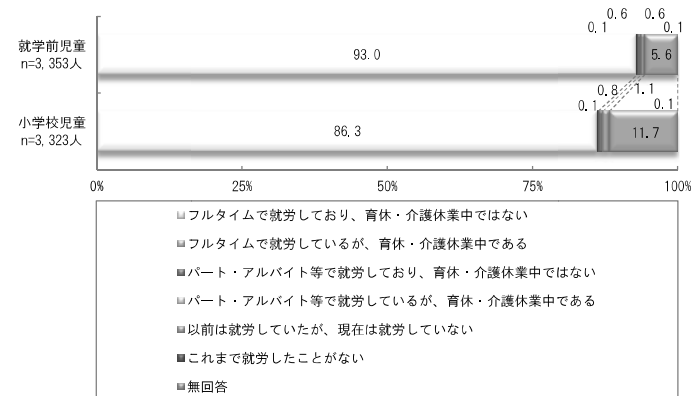 0.6 0.6
0.1 0.1
就学前児童
n=3,353人
93.0 5.6
0.8 1.1
0.1 0.1
小学校児童
n=3,323人
86.3 11.7
0% 25% 50% 75% 100%
フルタイムで就労しており、育休・介護休業中ではない
フルタイムで就労しているが、育休・介護休業中である
パート・アルバイト等で就労しており、育休・介護休業中ではない
パート・アルバイト等で就労しているが、育休・介護休業中である
以前は就労していたが、現在は就労していない
これまで就労したことがない
無回答